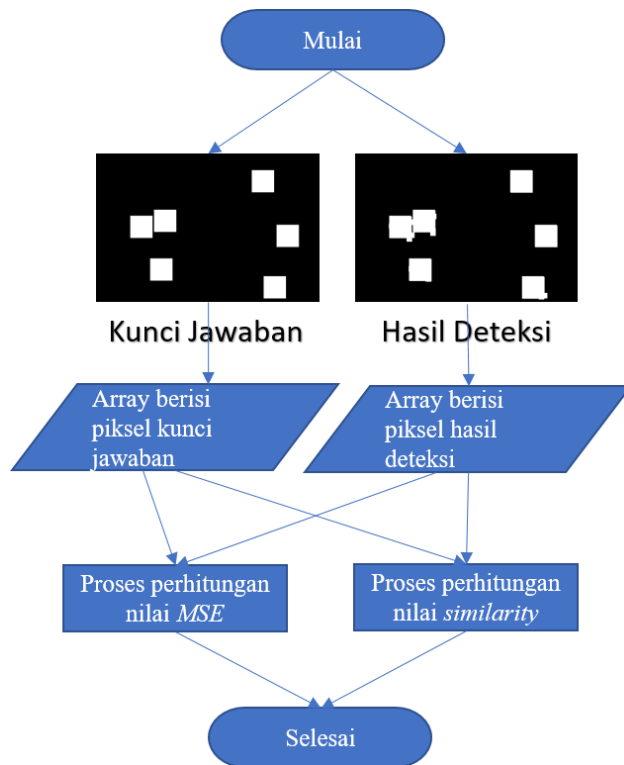 Mulai
Kunci Jawaban
Hasil Deteksi
Array berisi
piksel kunci
jawaban
Array berisi
piksel hasil
deteksi
Proses perhitungan
nilai MSE
Proses perhitungan
nilai similarity
Selesai